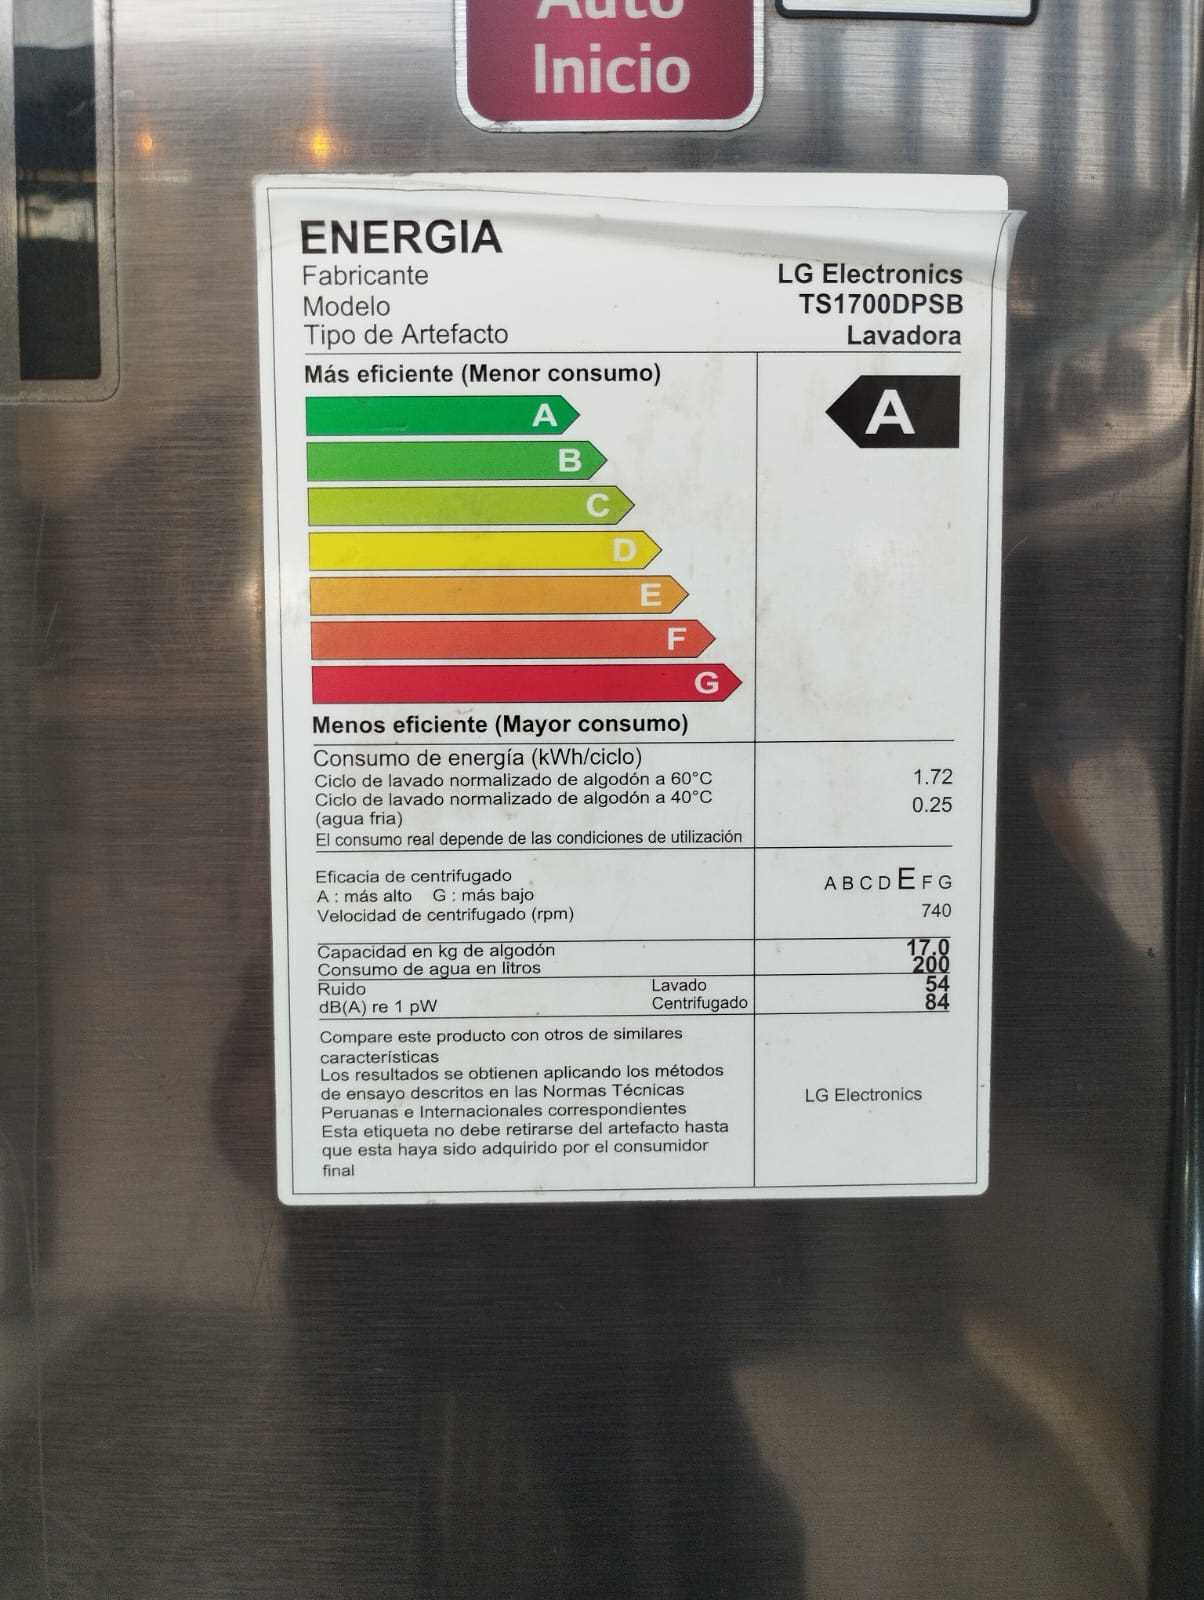 Auto
Inicio
ENERGIA
Fabricante LG Electronics
Modelo TS1700DPSB
Tipo de Artefacto Lavadora
Más eficiente (Menor consumo)
A A
B
C
D
E
F
G
Menos eficiente (Mayor consumo)
Consumo de energía (kWh/ciclo)
Ciclo de lavado normalizado de algodón a 60°C 1.72
Ciclo de lavado normalizado de algodón a 40°C 0.25
(agua fria)
El consumo real depende de las condiciones de utilización
Eficacia de centrifugado A B C D E F G
A : más alto G : más bajo
Velocidad de centrifugado (rpm) 740
Capacidad en kg de algodón 17.0
Consumo de agua en litros 200
Ruido Lavado 54
dB(A) re 1 pW Centrifugado 84
Compare este producto con otros de similares
características
Los resultados se obtienen aplicando los métodos
de ensayo descritos en las Normas Técnicas
Peruanas e Internacionales correspondientes
Esta etiqueta no debe retirarse del artefacto hasta
que esta haya sido adquirido por el consumidor
final
LG Electronics